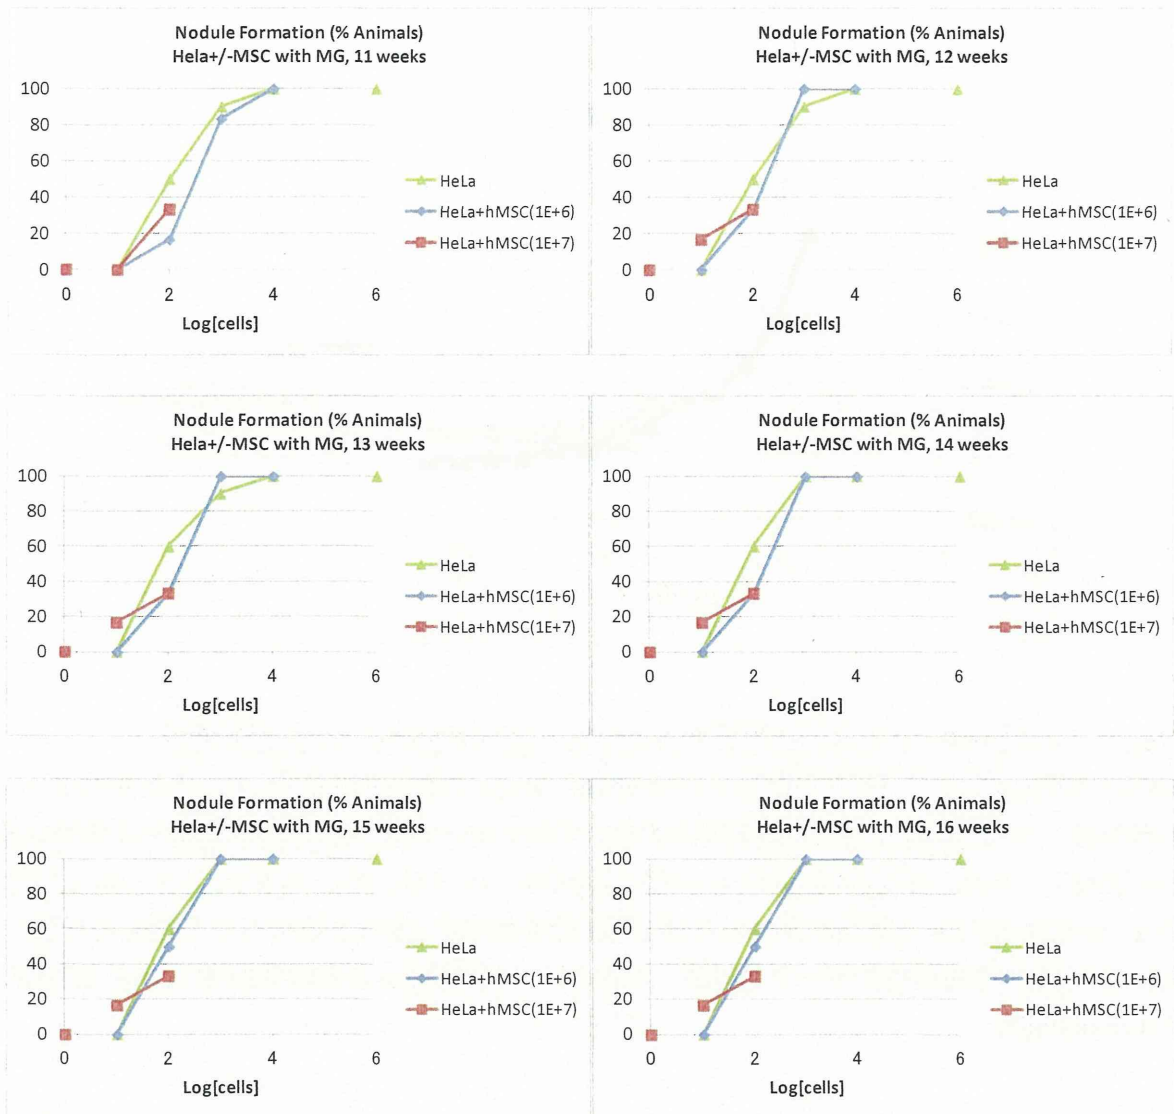 Nodule Formation (% Animals)
Hela+/-MSC with MG, 11 weeks
100
80
60
40
20
0
0
2
4
6
Log[cells]
HeLa
HeLa+hMSC(1E+6)
HeLa+hMSC(1E+7)
Nodule Formation (% Animals)
Hela+/-MSC with MG, 12 weeks
100
80
60
40
20
0
0
2
4
6
Log[cells]
HeLa
HeLa+hMSC(1E+6)
HeLa+hMSC(1E+7)
Nodule Formation (% Animals)
Hela+/-MSC with MG, 13 weeks
100
80
60
40
20
0
0
2
4
6
Log[cells]
HeLa
HeLa+hMSC(1E+6)
HeLa+hMSC(1E+7)
Nodule Formation (% Animals)
Hela+/-MSC with MG, 14 weeks
100
80
60
40
20
0
0
2
4
6
Log[cells]
HeLa
HeLa+hMSC(1E+6)
HeLa+hMSC(1E+7)
Nodule Formation (% Animals)
Hela+/-MSC with MG, 15 weeks
100
80
60
40
20
0
0
2
4
6
Log[cells]
HeLa
HeLa+hMSC(1E+6)
HeLa+hMSC(1E+7)
Nodule Formation (% Animals)
Hela+/-MSC with MG, 16 weeks
100
80
60
40
20
0
0
2
4
6
Log[cells]
HeLa
HeLa+hMSC(1E+6)
HeLa+hMSC(1E+7)